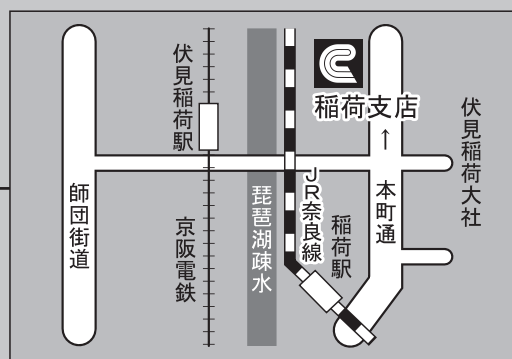 伏見稲荷駅
稲荷支店
↑
伏見稲荷大社
師団街道
京阪電鉄
琵琶湖疎水
JR奈良線
稲荷駅
本町通